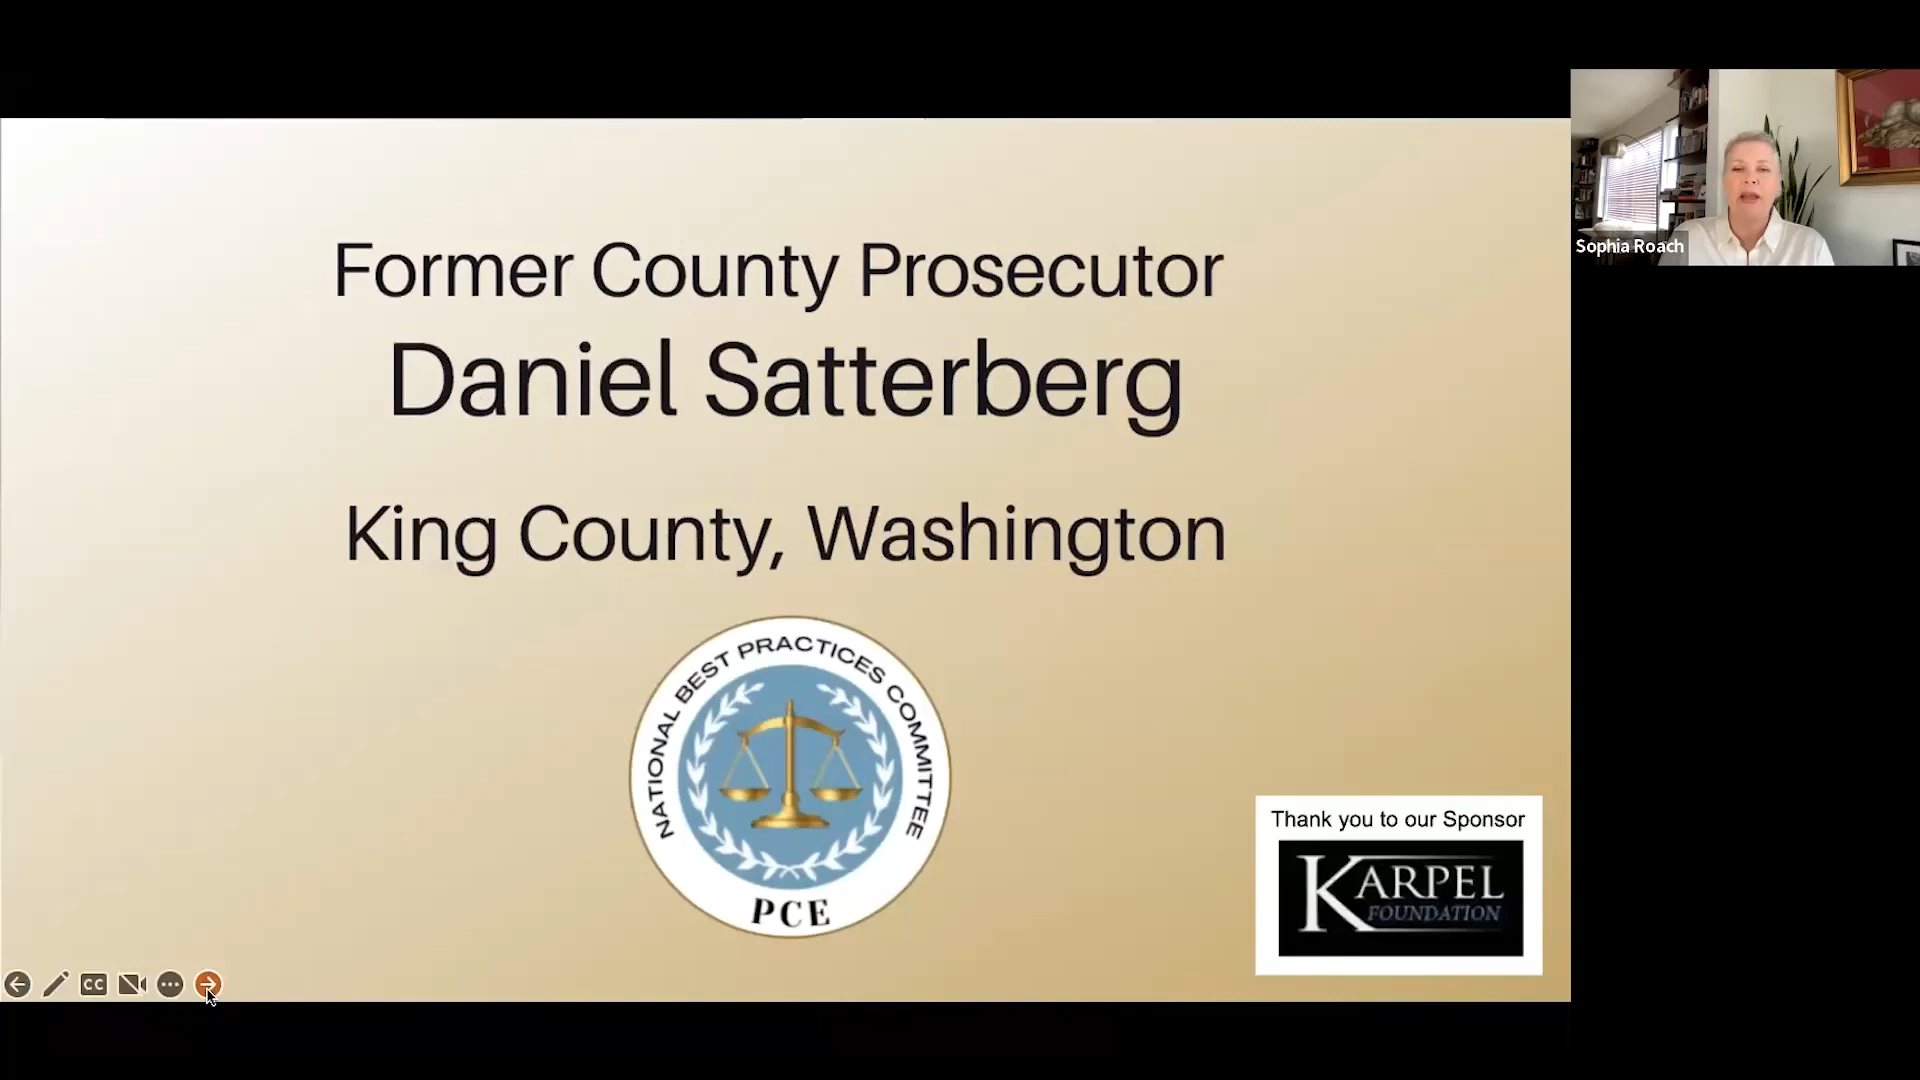 Former County Prosecutor
Daniel Satterberg
King County, Washington
NATIONAL BEST PRACTICES COMMITTEE
PCE
Thank you to our Sponsor
KARPEL
FOUNDATION
CC
Sophia Roach